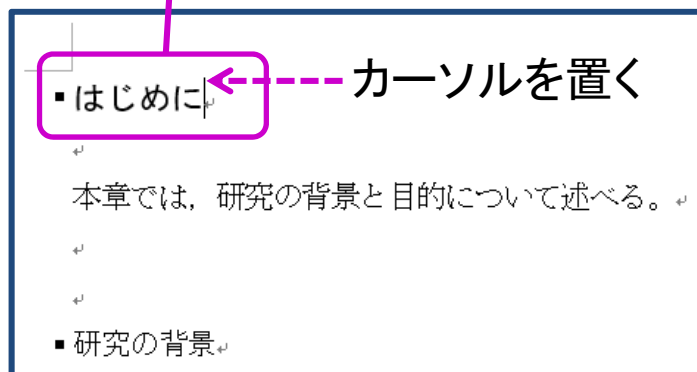 ▪はじめに↵
カーソルを置く
↵
本章では，研究の背景と目的について述べる。↵
↵
↵
▪研究の背景↵